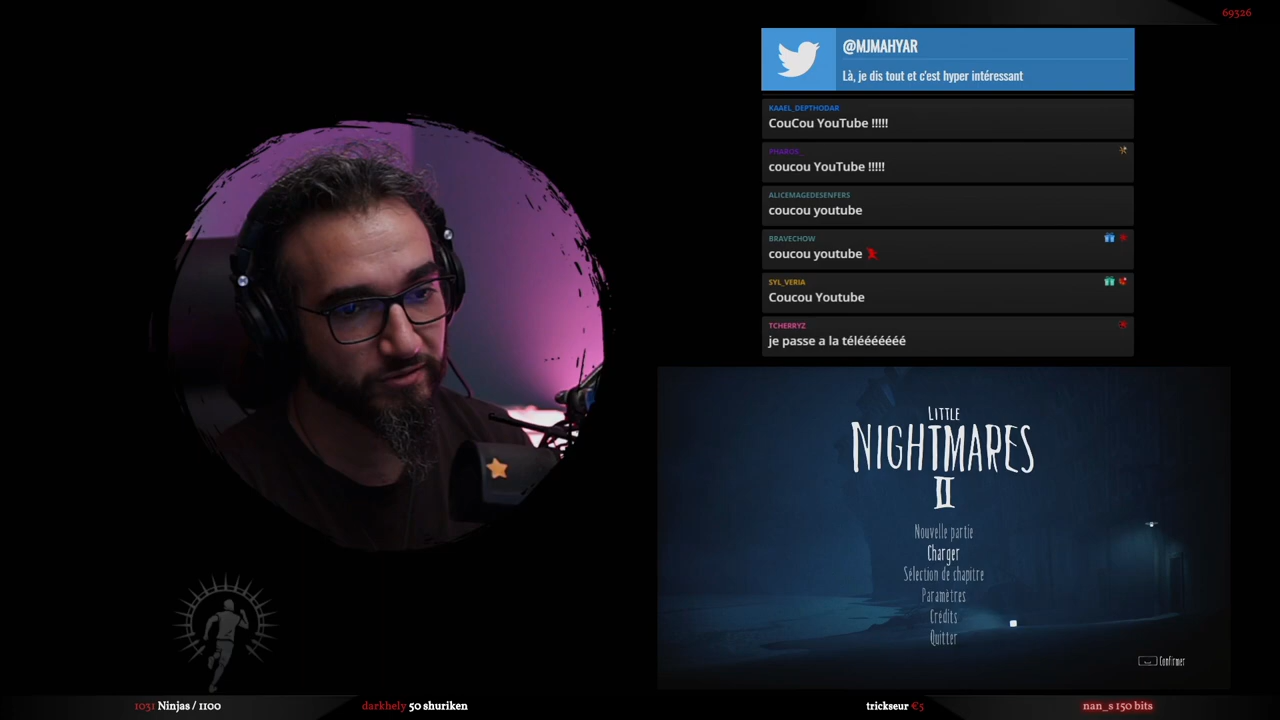 69326
@MJMAHYAR
Là, je dis tout et c'est hyper intéressant
KAAEL_DEPTHODAR
CouCou YouTube !!!!!
PHAROS_
coucou YouTube !!!!!
ALICEMAGEDESENFERS
coucou youtube
BRAVECHOW
coucou youtube
SYL_VERIA
Coucou Youtube
TCHERRYZ
je passe a la téléééééée
LITTLE
NIGHTMARES
II
Nouvelle partie
Charger
Sélection de chapitre
Paramètres
Crédits
Quitter
Confirmer
1031 Ninjas / 1100
darkhely 50 shuriken
trickseur €5
nan_s 150 bits